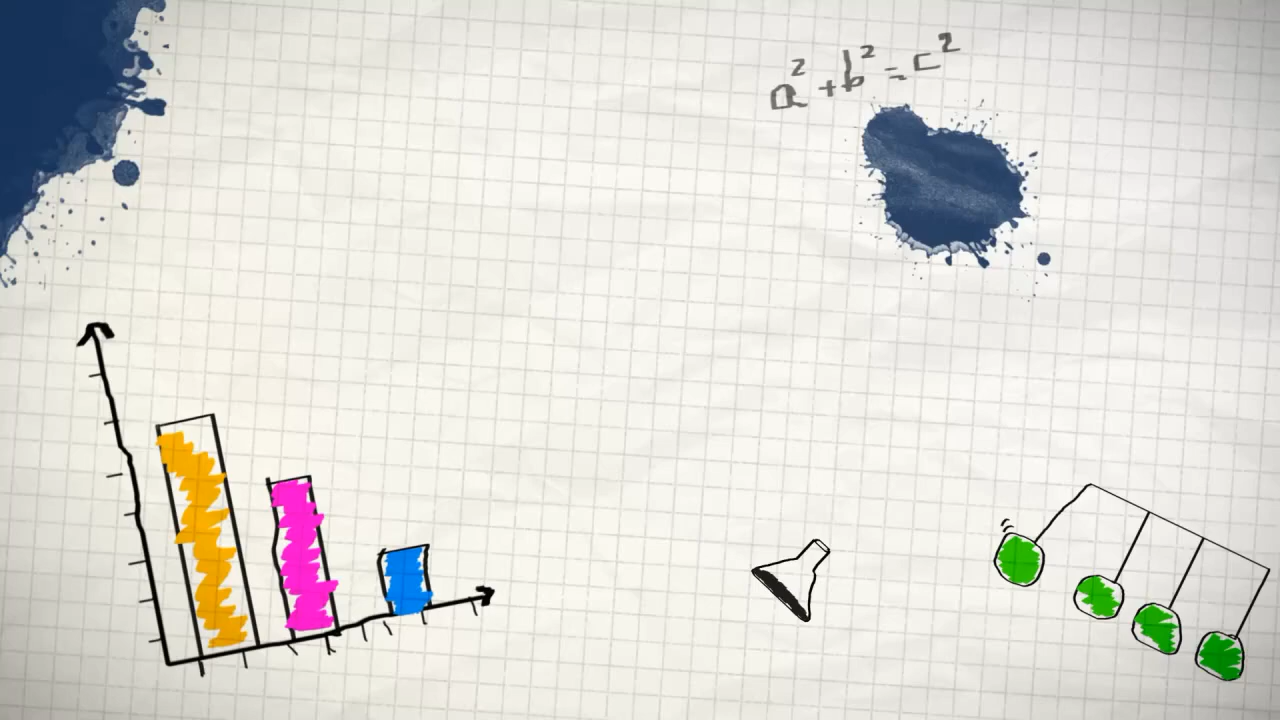 a² + b² = c²